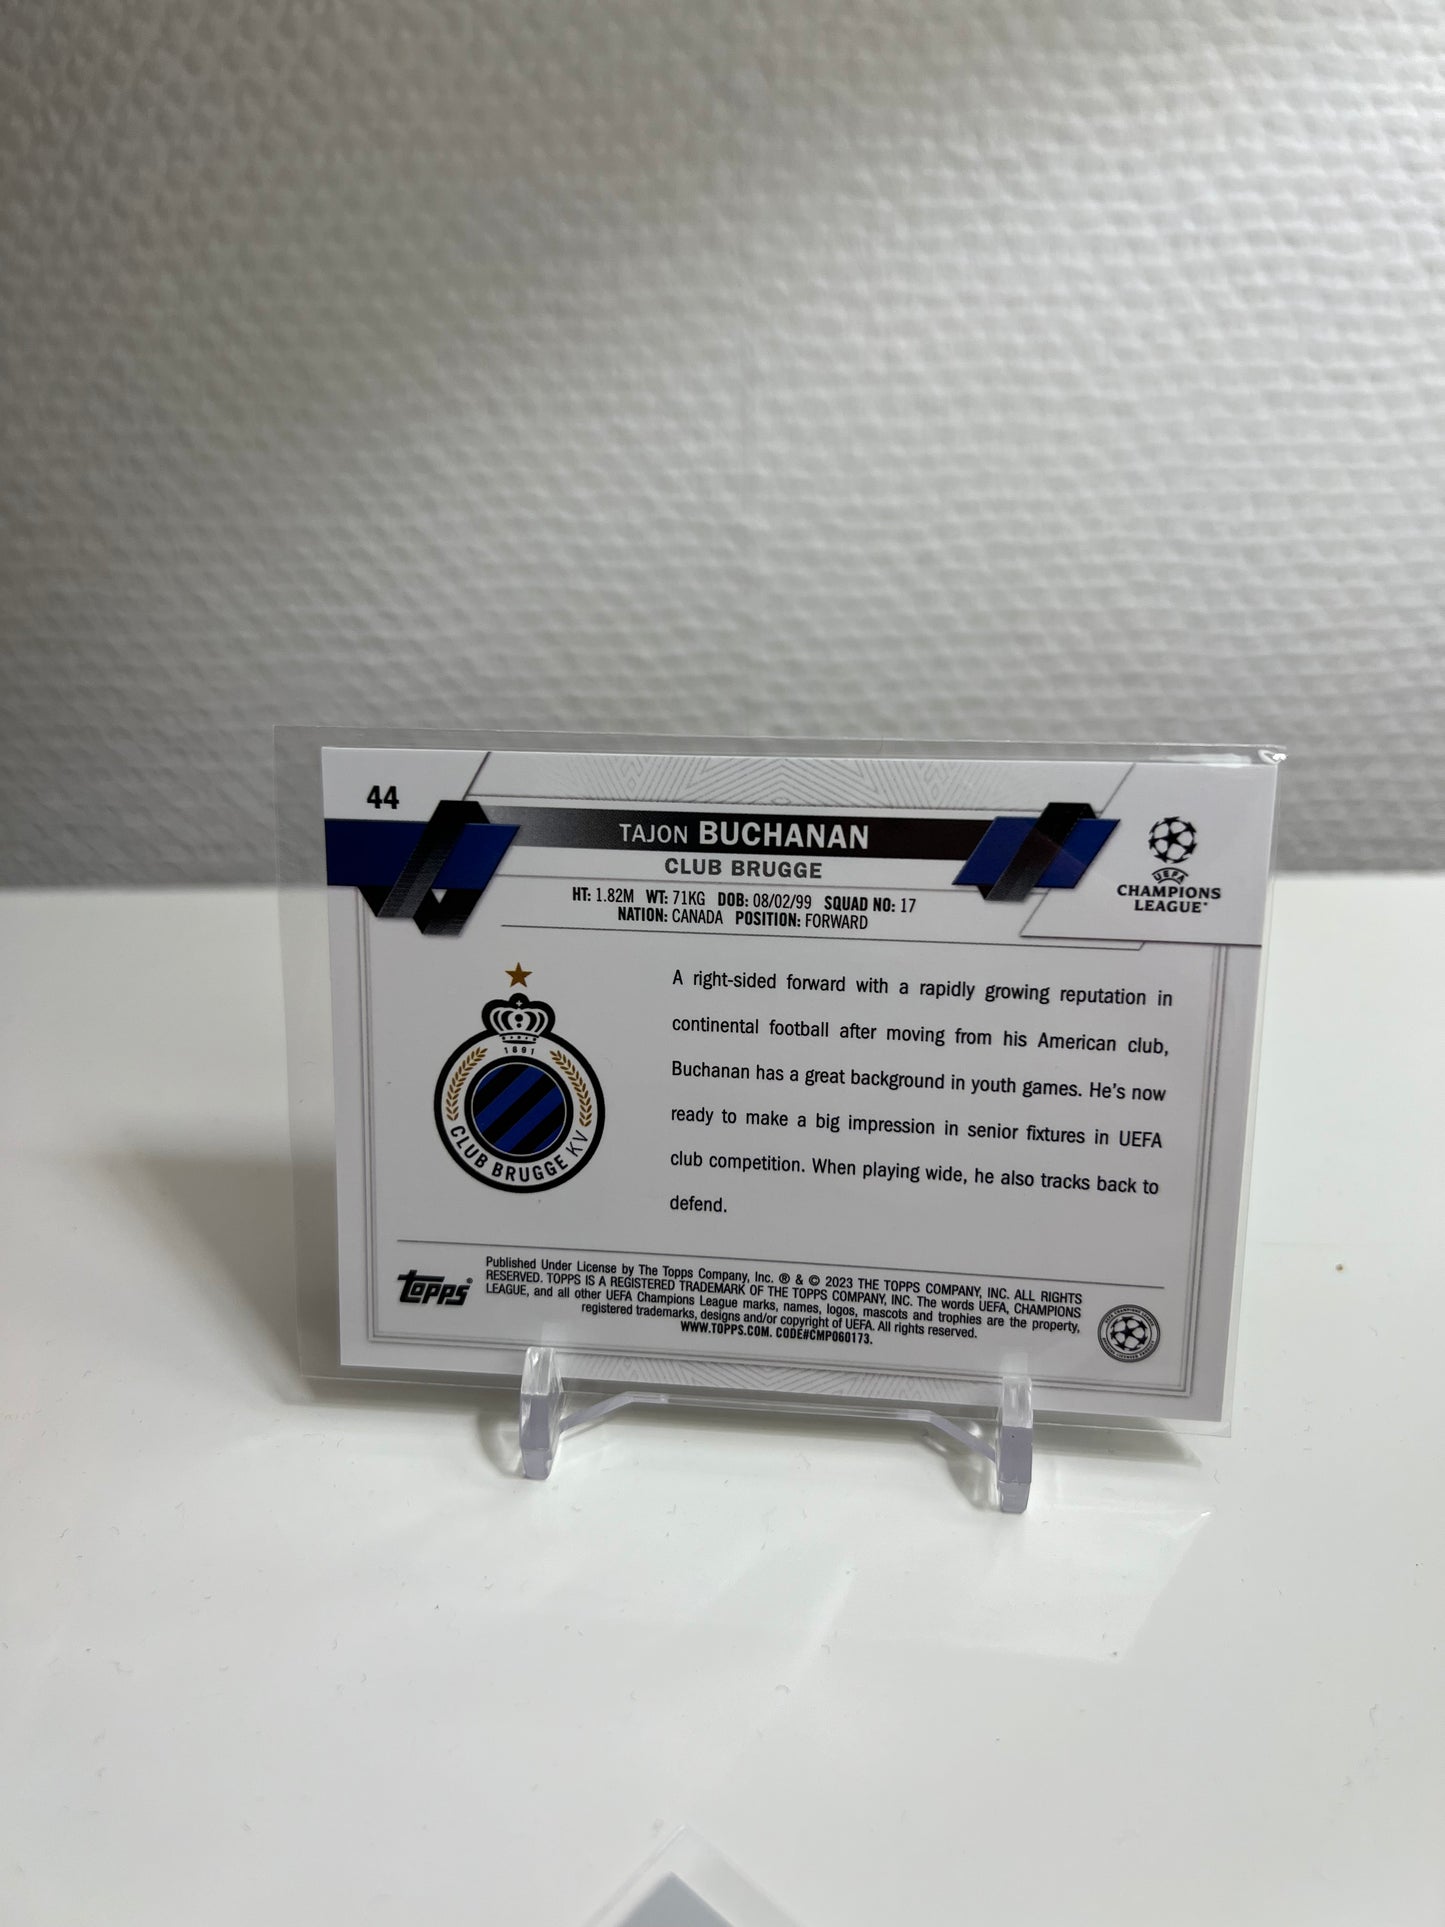 44
TAJON BUCHANAN
CLUB BRUGGE
HT: 1.82M WT: 71KG DOB: 08/02/99 SQUAD NO: 17
NATION: CANADA POSITION: FORWARD
UEFA
CHAMPIONS
LEAGUE
1891
CLUB BRUGGE KV
A right-sided forward with a rapidly growing reputation in
continental football after moving from his American club,
Buchanan has a great background in youth games. He's now
ready to make a big impression in senior fixtures in UEFA
club competition. When playing wide, he also tracks back to
defend.
topps®
Published Under License by The Topps Company, Inc. ® & © 2023 THE TOPPS COMPANY, INC. ALL RIGHTS
RESERVED. TOPPS IS A REGISTERED TRADEMARK OF THE TOPPS COMPANY, INC. The words UEFA, CHAMPIONS
LEAGUE, and all other UEFA Champions League marks, names, logos, mascots and trophies are the property,
registered trademarks, designs and/or copyright of UEFA. All rights reserved.
WWW.TOPPS.COM. CODE#CMP060173.